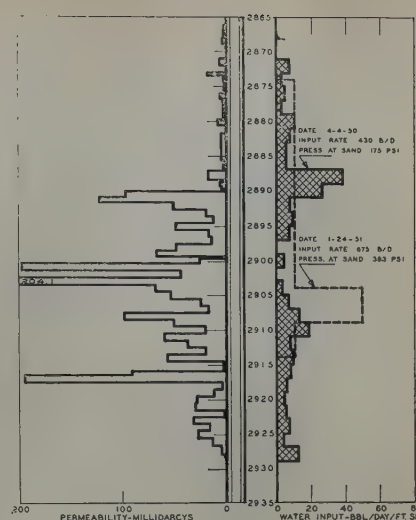 2865
2870
2875
2880
2885
2890
2895
2900
2905
2910
2915
2920
2925
2930
2935
DATE 4-4-50
INPUT RATE 430 B/D
PRESS AT SAND 175 PSI
DATE 1-24-51
INPUT RATE 675 B/D
PRESS AT SAND 383 PSI
204.1
200 100 0
0 20 40 60 80
PERMEABILITY-MILLIDARCYS
WATER INPUT-BBL/DAY/FT.